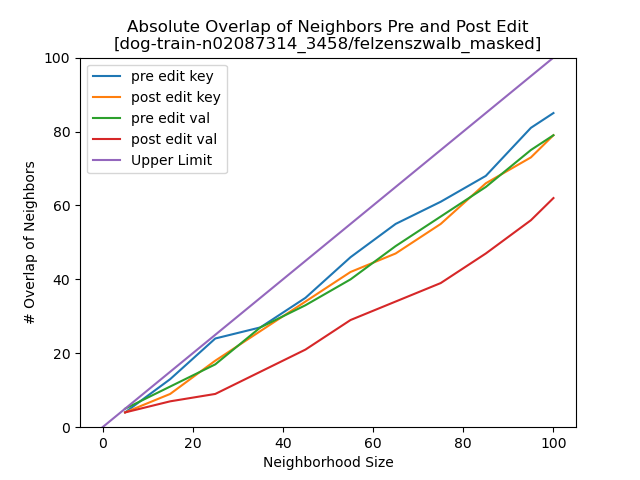 Absolute Overlap of Neighbors Pre and Post Edit
[dog-train-n02087314_3458/felzenszwalb_masked]
pre edit key
post edit key
pre edit val
post edit val
Upper Limit
# Overlap of Neighbors
100
80
60
40
20
0
0 20 40 60 80 100
Neighborhood Size